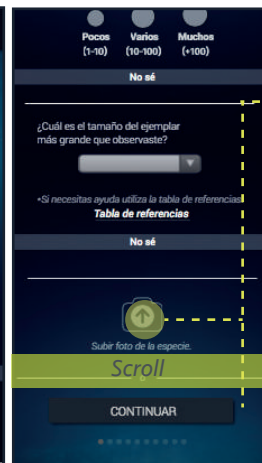 Pocos Varios Muchos
(1-10) (10-100) (+100)
No sé
¿Cuál es el tamaño del ejemplar
más grande que observaste?
*Si necesitas ayuda utiliza la tabla de referencias
Tabla de referencias
No sé
Subir foto de la especie.
Scroll
CONTINUAR